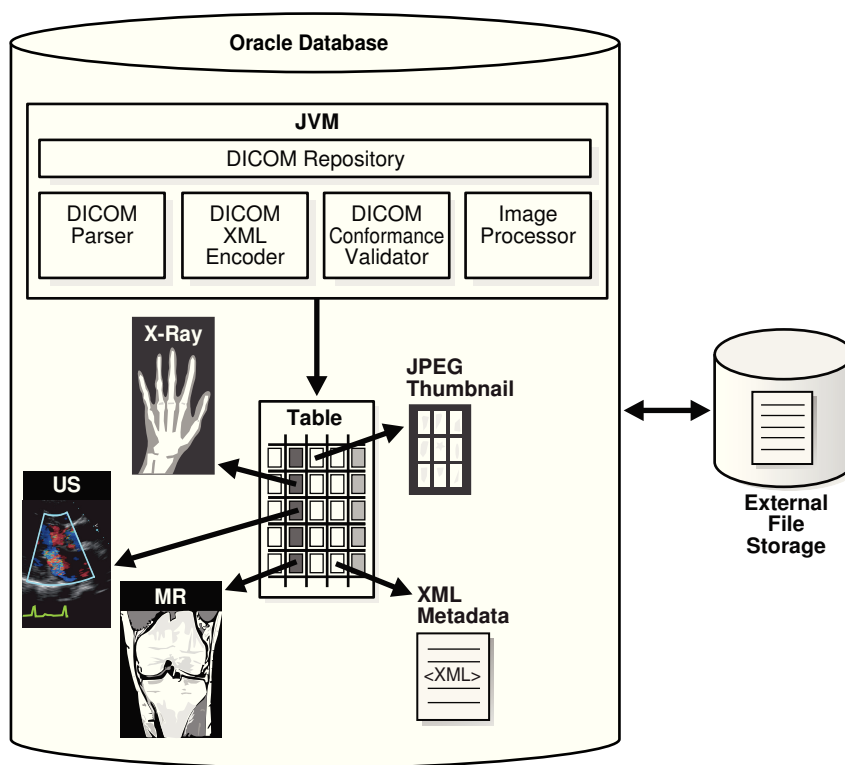 Oracle Database
JVM
DICOM Repository
DICOM
Parser
DICOM
XML
Encoder
DICOM
Conformance
Validator
Image
Processor
X-Ray
JPEG
Thumbnail
Table
US
MR
XML
Metadata
<XML>
External
File
Storage